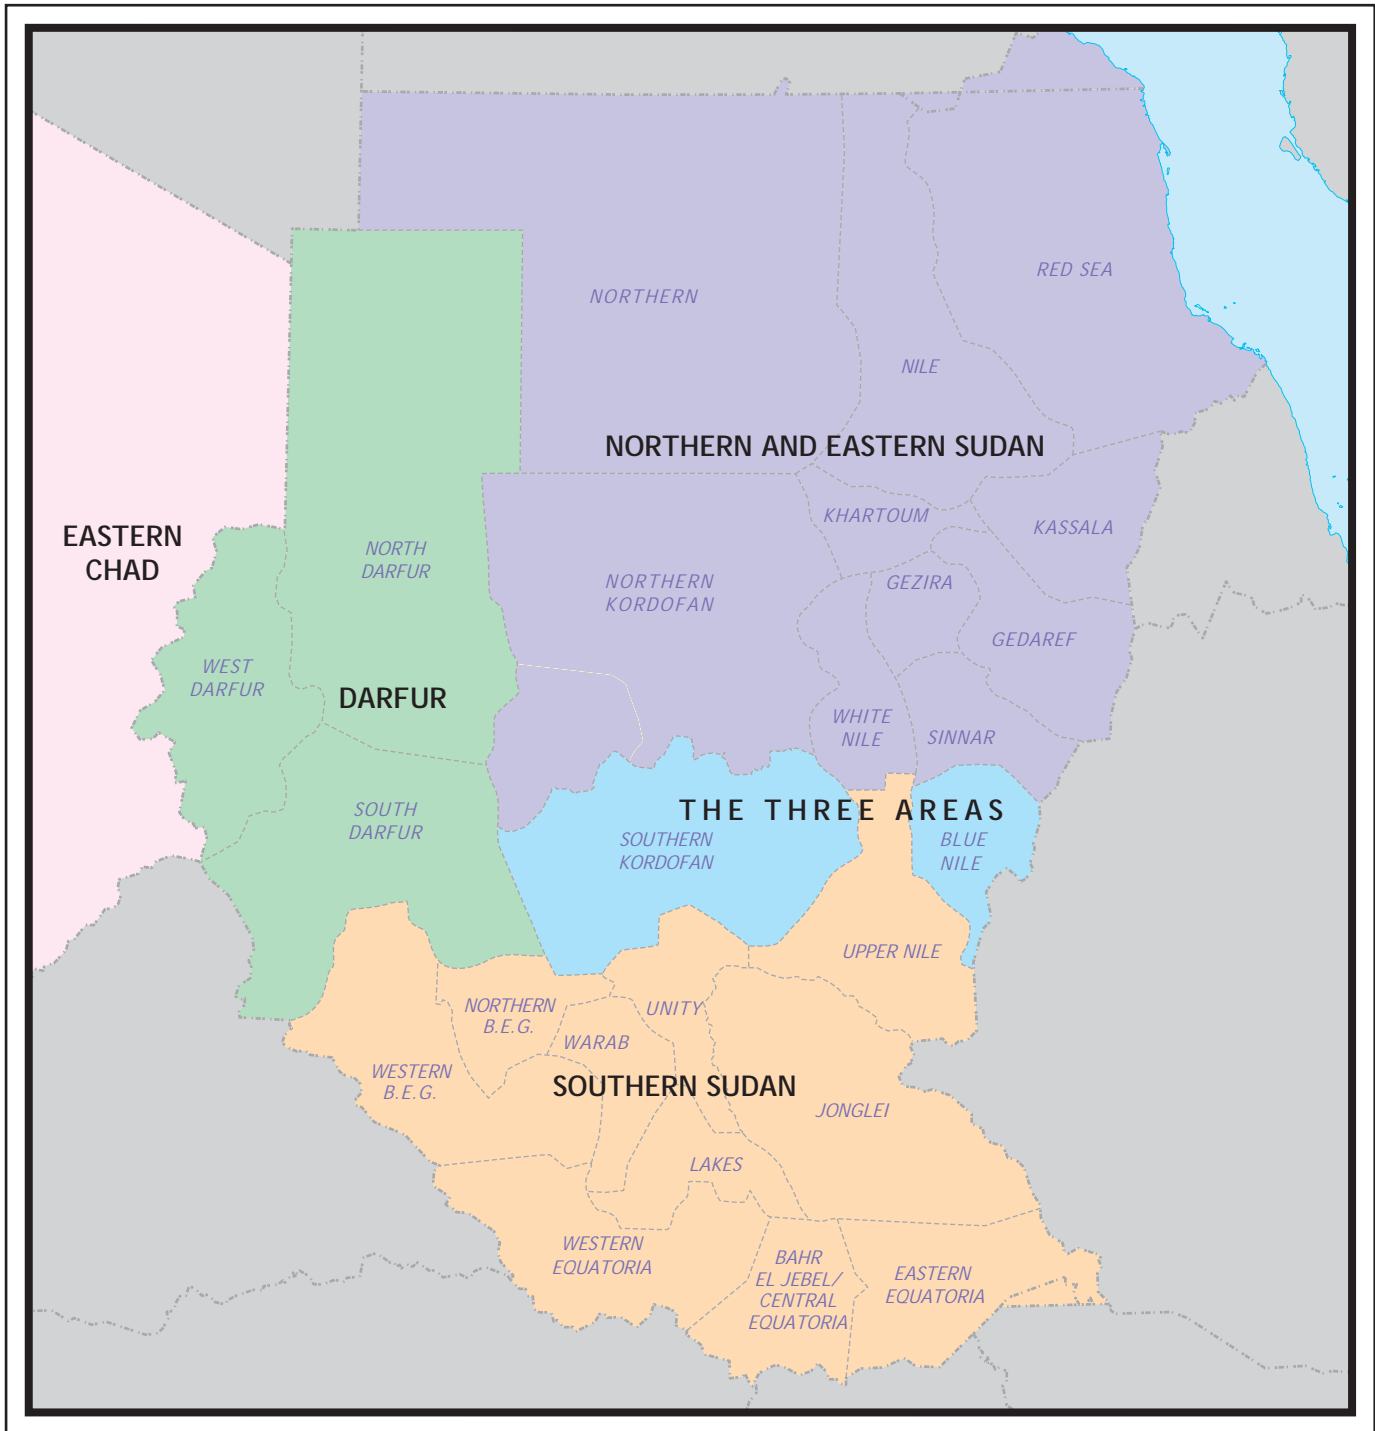 RED SEA
NORTHERN
NILE
NORTHERN AND EASTERN SUDAN
KHARTOUM
KASSALA
EASTERN
CHAD
NORTH
DARFUR
NORTHERN
KORDOFAN
GEZIRA
GEDAREF
WEST
DARFUR
DARFUR
WHITE
NILE
SINNAR
SOUTH
DARFUR
THE THREE AREAS
SOUTHERN
KORDOFAN
BLUE
NILE
UPPER NILE
NORTHERN
B.E.G.
UNITY
WARAB
WESTERN
B.E.G.
SOUTHERN SUDAN
JONGLEI
LAKES
WESTERN
EQUATORIA
BAHR
EL JEBEL/
CENTRAL
EQUATORIA
EASTERN
EQUATORIA